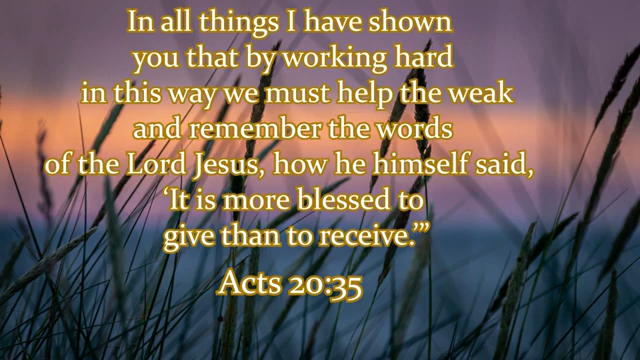 In all things I have shown
you that by working hard
in this way we must help the weak
and remember the words
of the Lord Jesus, how he himself said,
‘It is more blessed to
give than to receive.’”
Acts 20:35